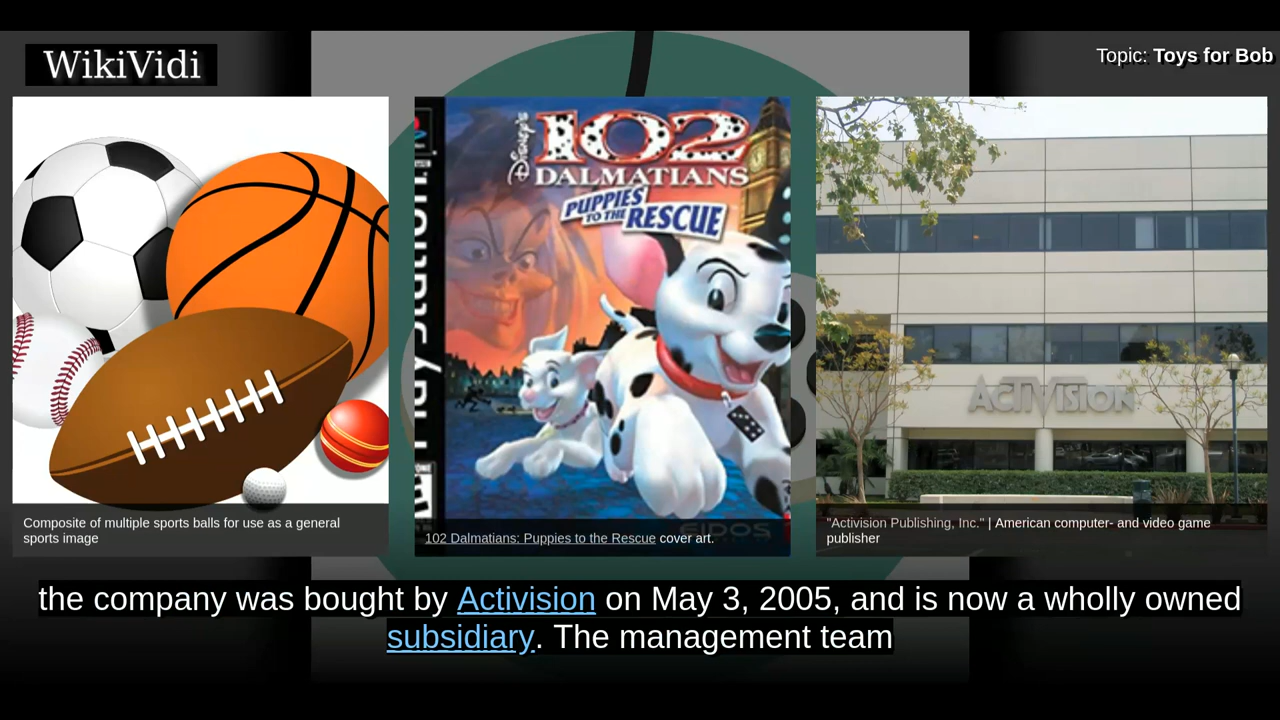 WikiVidi
Topic: Toys for Bob
Disney's
102
DALMATIANS
PUPPIES
TO THE RESCUE
PlayStation
EIDOS
ACTIVISION
Composite of multiple sports balls for use as a general
sports image
102 Dalmatians: Puppies to the Rescue cover art.
"Activision Publishing, Inc." | American computer- and video game
publisher
the company was bought by Activision on May 3, 2005, and is now a wholly owned
subsidiary. The management team